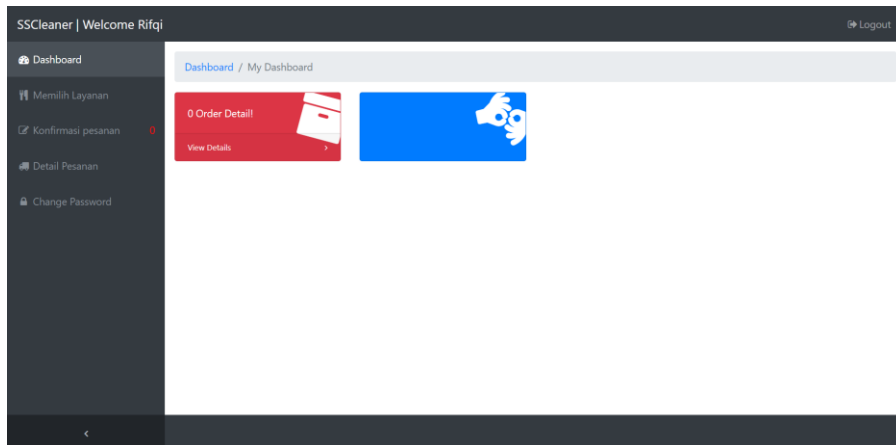 SSCleaner | Welcome Rifqi
Logout
Dashboard
Memilih Layanan
Konfirmasi pesanan 0
Detail Pesanan
Change Password
Dashboard / My Dashboard
0 Order Detail!
View Details